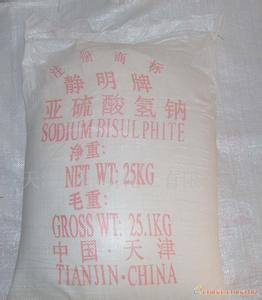 注册商标
静明牌
亚硫酸氢钠
SODIUM BISULPHITE
净重:
NET WT: 25KG
毛重:
GROSS WT: 25.1KG
中国·天津
TIANJIN·CHINA